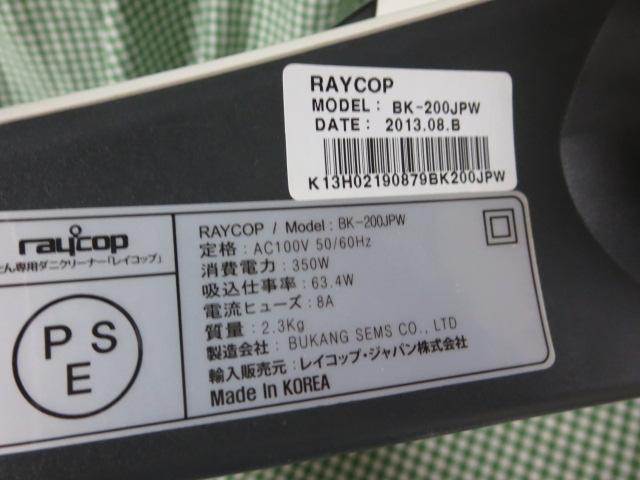 RAYCOP
MODEL: BK-200JPW
DATE: 2013.08.B
K13H02190879BK200JPW
raycop
とん専用ダニクリーナー「レイコップ」
P S
E
RAYCOP / Model: BK-200JPW
定格: AC100V 50/60Hz
消費電力: 350W
吸込仕事率: 63.4W
電流ヒューズ: 8A
質量: 2.3Kg
製造会社: BUKANG SEMS CO., LTD
輸入販売元: レイコップ・ジャパン株式会社
Made In KOREA